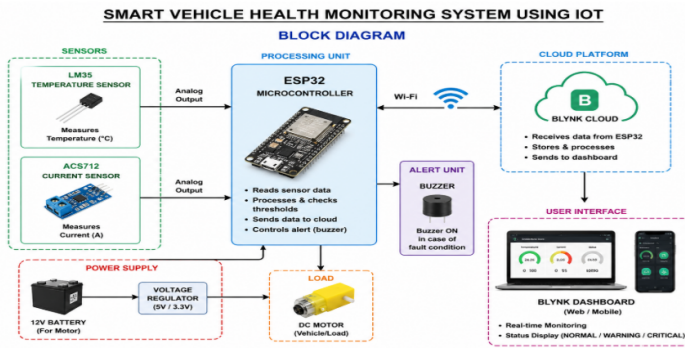 SMART VEHICLE HEALTH MONITORING SYSTEM USING IOT
BLOCK DIAGRAM
SENSORS
LM35
TEMPERATURE SENSOR
Measures
Temperature (°C)
ACS712
CURRENT SENSOR
Measures
Current (A)
Analog
Output
Analog
Output
PROCESSING UNIT
ESP32
MICROCONTROLLER
• Reads sensor data
• Processes & checks
thresholds
• Sends data to cloud
• Controls alert (buzzer)
Wi-Fi
CLOUD PLATFORM
B
BLYNK CLOUD
• Receives data from ESP32
• Stores & processes
• Sends to dashboard
ALERT UNIT
BUZZER
Buzzer ON
in case of
fault condition
USER INTERFACE
BLYNK DASHBOARD
(Web / Mobile)
• Real-time Monitoring
• Status Display (NORMAL / WARNING / CRITICAL)
POWER SUPPLY
12V BATTERY
(For Motor)
VOLTAGE
REGULATOR
(5V / 3.3V)
LOAD
DC MOTOR
(Vehicle/Load)